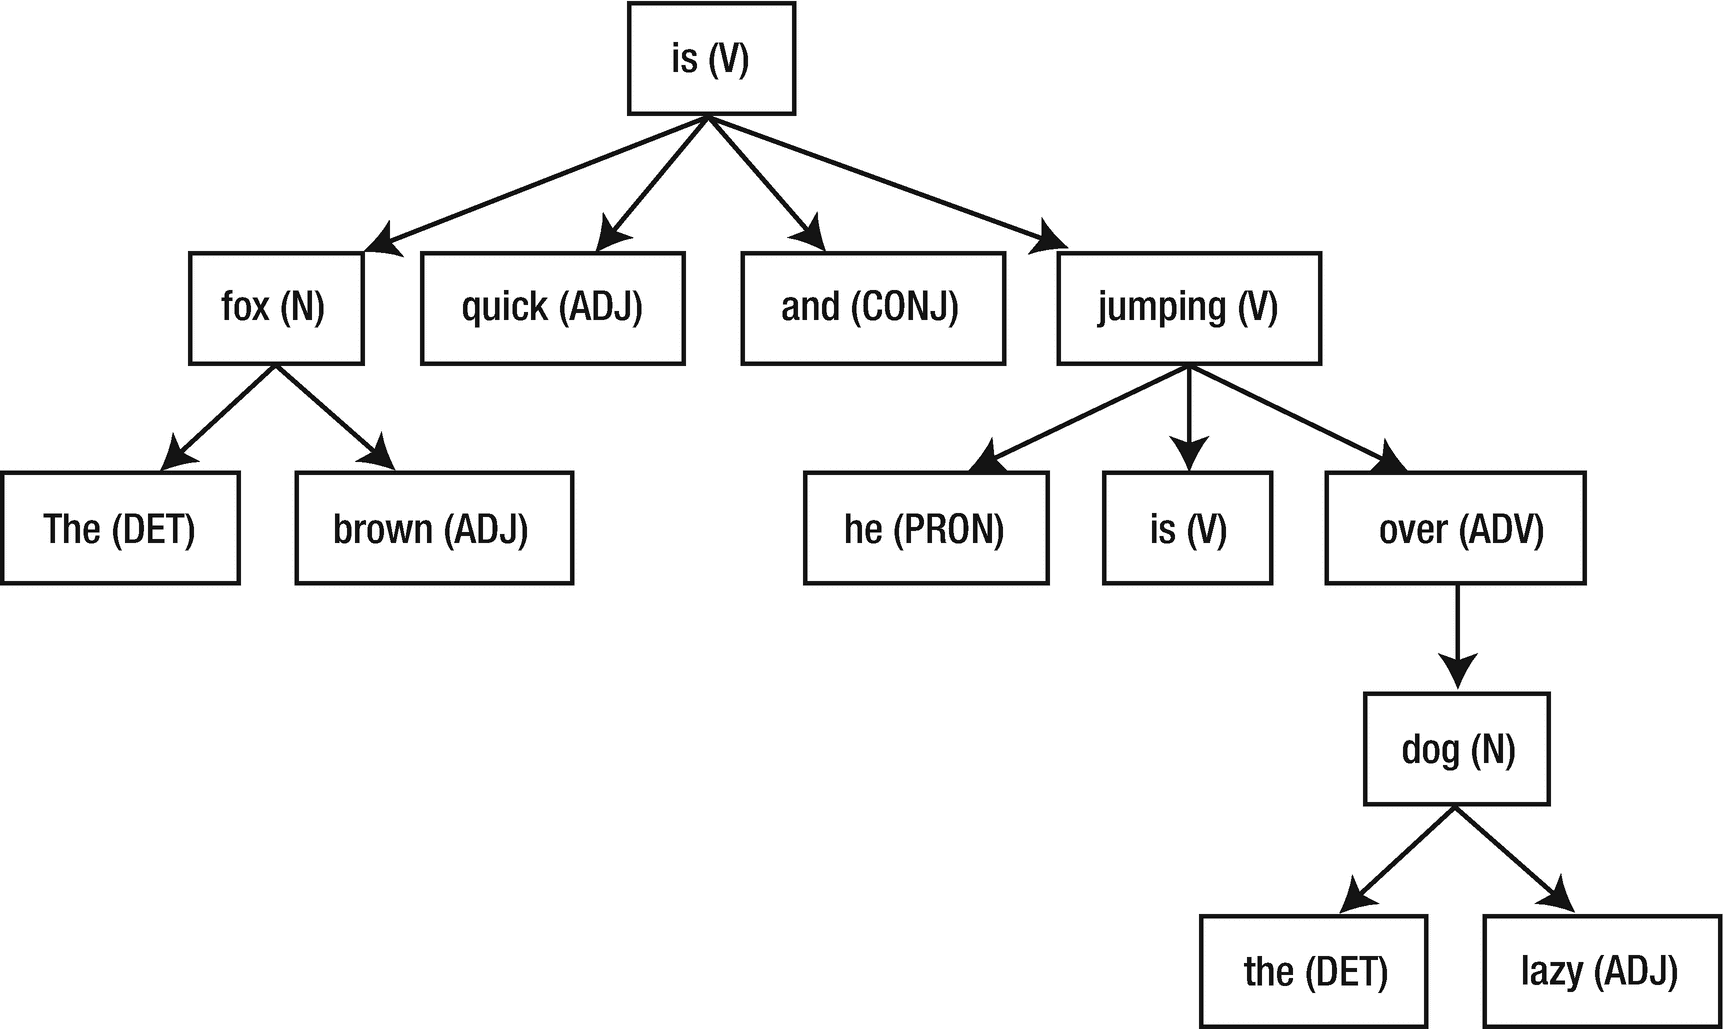 is (V)
fox (N)
quick (ADJ)
and (CONJ)
jumping (V)
The (DET)
brown (ADJ)
he (PRON)
is (V)
over (ADV)
dog (N)
the (DET)
lazy (ADJ)